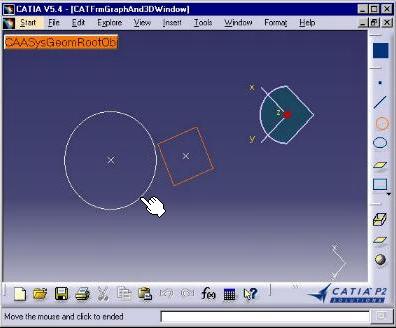 CATIA V5.4 - [CATFrmGraphAnd3DWindow]
Start File Edit Explore View Insert Tools Window Format Help
CAASysGeomRootOb
x
z
y
x
f(x)
CATIA P2
SOLUTIONS
Move the mouse and click to ended